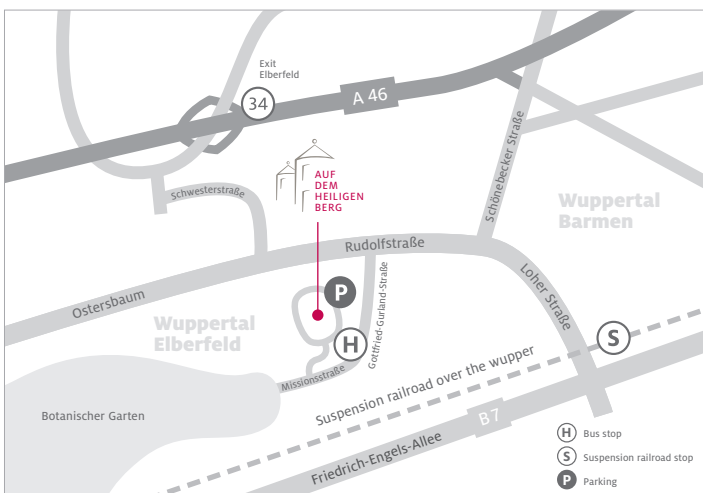 Exit
Elberfeld
34
A 46
AUF
DEM
HEILIGEN
BERG
Schwesterstraße
Schönebecker Straße
Wuppertal
Barmen
Rudolfstraße
Ostersbaum
P
Gottfried-Gurland-Straße
Loher Straße
Wuppertal
Elberfeld
H
S
Missionsstraße
Suspension railroad over the wupper
Botanischer Garten
B7
Friedrich-Engels-Allee
H Bus stop
S Suspension railroad stop
P Parking